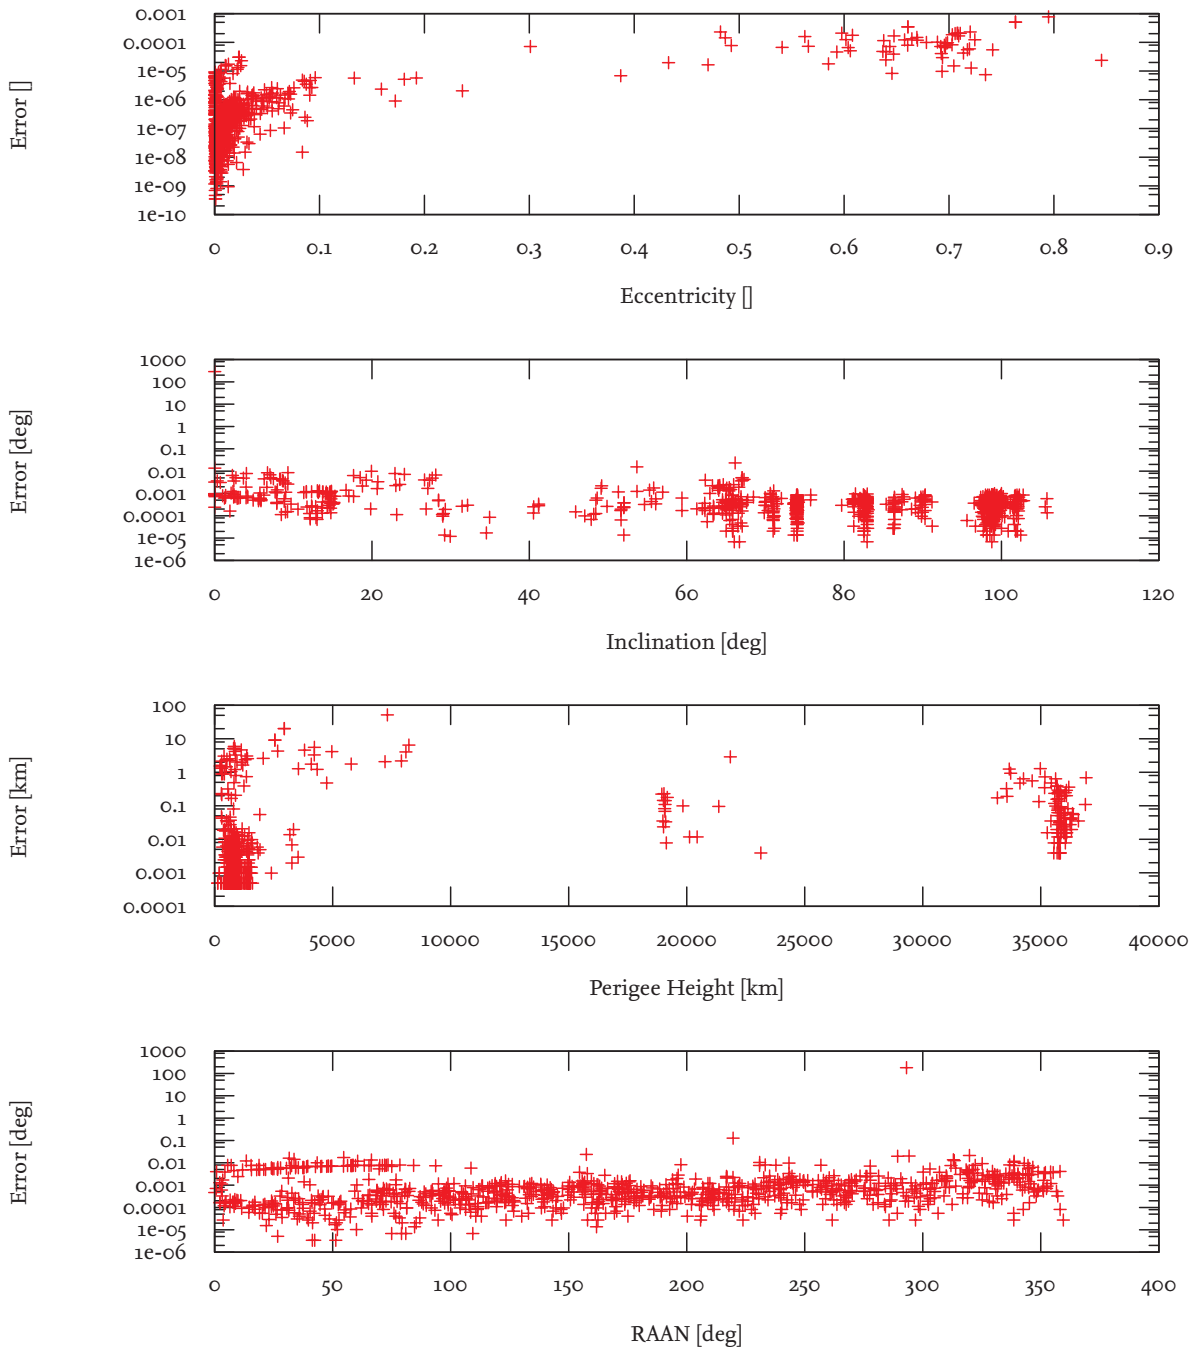 0.001
0.0001
1e-05
1e-06
1e-07
1e-08
1e-09
1e-10
Error []
0 0.1 0.2 0.3 0.4 0.5 0.6 0.7 0.8 0.9
Eccentricity []
1000
100
10
1
0.1
0.01
0.001
0.0001
1e-05
1e-06
Error [deg]
0 20 40 60 80 100 120
Inclination [deg]
100
10
1
0.1
0.01
0.001
0.0001
Error [km]
0 5000 10000 15000 20000 25000 30000 35000 40000
Perigee Height [km]
1000
100
10
1
0.1
0.01
0.001
0.0001
1e-05
1e-06
Error [deg]
0 50 100 150 200 250 300 350 400
RAAN [deg]